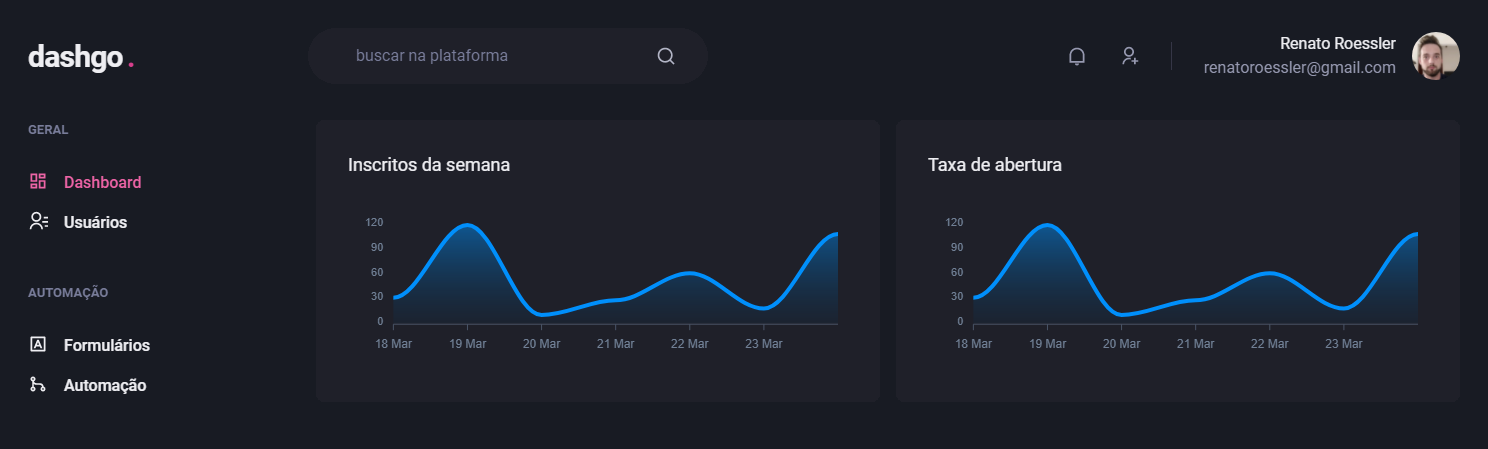 dashgo .
buscar na plataforma
Renato Roessler
renatoroessler@gmail.com
GERAL
Dashboard
Usuários
AUTOMAÇÃO
Formulários
Automação
Inscritos da semana
120
90
60
30
0
18 Mar 19 Mar 20 Mar 21 Mar 22 Mar 23 Mar
Taxa de abertura
120
90
60
30
0
18 Mar 19 Mar 20 Mar 21 Mar 22 Mar 23 Mar